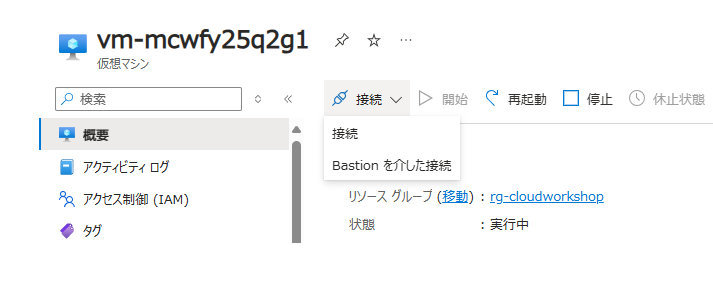 vm-mcwfy25q2g1
仮想マシン
検索
接続 開始 再起動 停止 休止状態
概要
アクティビティ ログ
アクセス制御 (IAM)
タグ
接続
Bastion を介した接続
リソース グループ (移動) : rg-cloudworkshop
状態 : 実行中